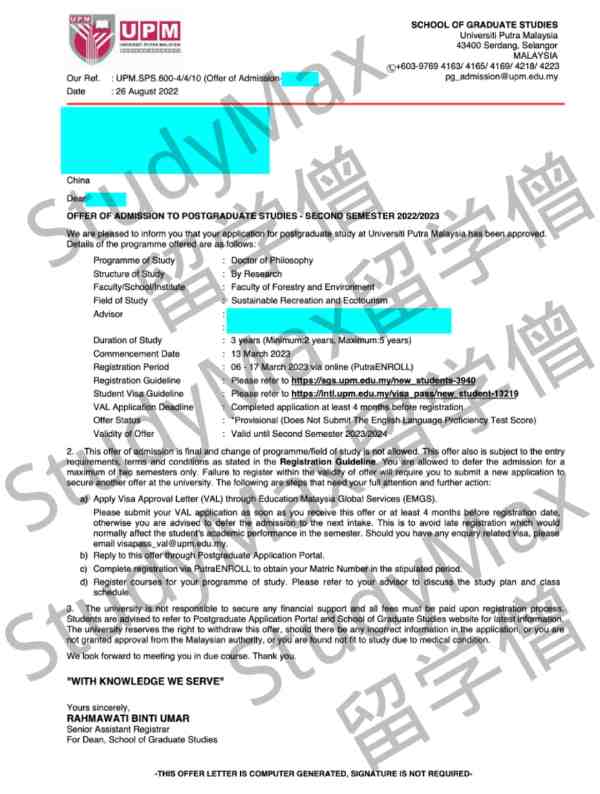 UPM
UPM
UNIVERSITI PUTRA MALAYSIA
SCHOOL OF GRADUATE STUDIES
Universiti Putra Malaysia
43400 Serdang, Selangor
MALAYSIA
+603-9769 4163/ 4165/ 4169/ 4218/ 4223
pg_admission@upm.edu.my
Our Ref. : UPM.SPS.600-4/4/10 (Offer of Admission-
Date : 26 August 2022
China
Dear
OFFER OF ADMISSION TO POSTGRADUATE STUDIES - SECOND SEMESTER 2022/2023
We are pleased to inform you that your application for postgraduate study at Universiti Putra Malaysia has been approved.
Details of the programme offered are as follows:
Programme of Study : Doctor of Philosophy
Structure of Study : By Research
Faculty/School/Institute : Faculty of Forestry and Environment
Field of Study : Sustainable Recreation and Ecotourism
Advisor :
:
Duration of Study : 3 years (Minimum:2 years, Maximum:5 years)
Commencement Date : 13 March 2023
Registration Period : 06 - 17 March 2023 via online (PutraENROLL)
Registration Guideline : Please refer to https://sgs.upm.edu.my/new_students-3940
Student Visa Guideline : Please refer to https://intl.upm.edu.my/visa_pass/new_student-13219
VAL Application Deadline : Completed application at least 4 months before registration
Offer Status : *Provisional (Does Not Submit The English Language Proficiency Test Score)
Validity of Offer : Valid until Second Semester 2023/2024
2. This offer of admission is final and change of programme/field of study is not allowed. This offer also is subject to the entry
requirements, terms and conditions as stated in the Registration Guideline. You are allowed to defer the admission for a
maximum of two semesters only. Failure to register within the validity of offer will require you to submit a new application to
secure another offer at the university. The following are steps that need your full attention and further action:
a) Apply Visa Approval Letter (VAL) through Education Malaysia Global Services (EMGS).
Please submit your VAL application as soon as you receive this offer or at least 4 months before registration date,
otherwise you are advised to defer the admission to the next intake. This is to avoid late registration which would
normally affect the student's academic performance in the semester. Should you have any enquiry related visa, please
email visapass_val@upm.edu.my.
b) Reply to this offer through Postgraduate Application Portal.
c) Complete registration via PutraENROLL to obtain your Matric Number in the stipulated period.
d) Register courses for your programme of study. Please refer to your advisor to discuss the study plan and class
schedule.
3. The university is not responsible to secure any financial support and all fees must be paid upon registration process.
Students are advised to refer to Postgraduate Application Portal and School of Graduate Studies website for latest information.
The university reserves the right to withdraw this offer, should there be any incorrect information in the application, or you are
not granted approval from the Malaysian authority, or you are found not fit to study due to medical condition.
We look forward to meeting you in due course. Thank you.
"WITH KNOWLEDGE WE SERVE"
Yours sincerely,
RAHMAWATI BINTI UMAR
Senior Assistant Registrar
For Dean, School of Graduate Studies
-THIS OFFER LETTER IS COMPUTER GENERATED, SIGNATURE IS NOT REQUIRED-
StudyMax
留学僧
StudyMax
留学僧
StudyMax
留学僧
StudyMax
留学僧